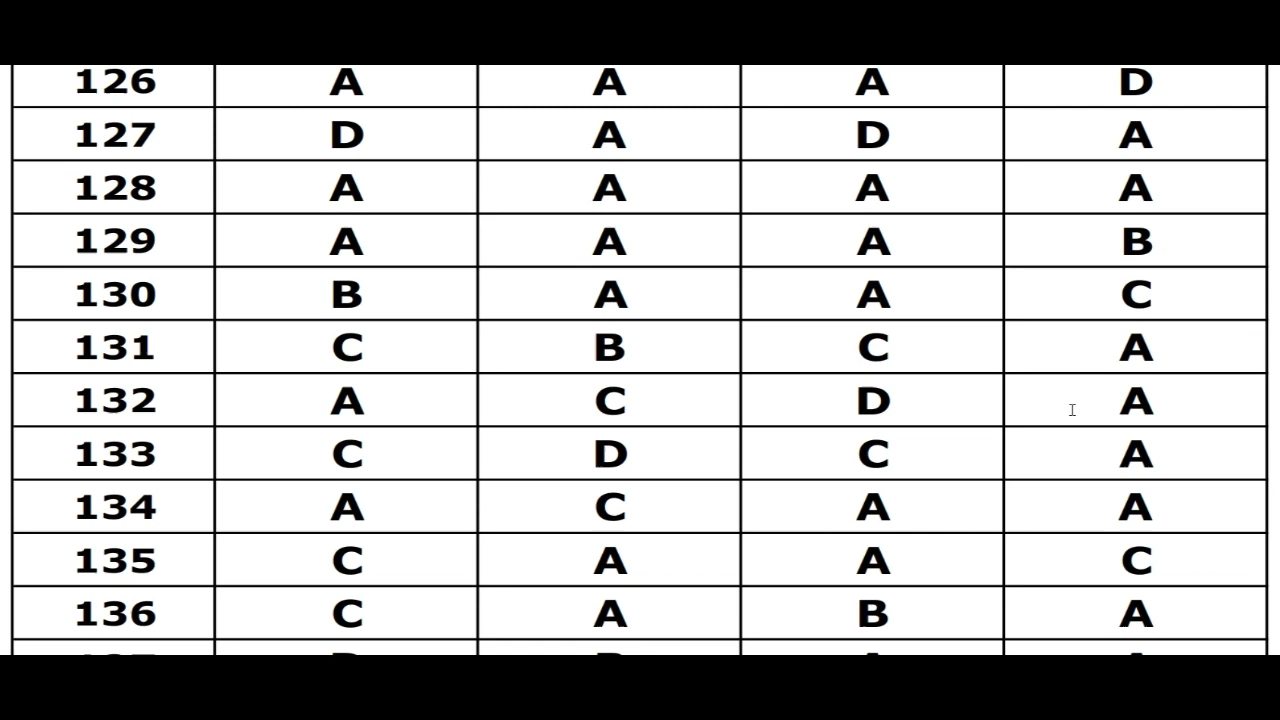 126 A A A D
127 D A D A
128 A A A A
129 A A A B
130 B A A C
131 C B C A
132 A C D A
133 C D C A
134 A C A A
135 C A A C
136 C A B A